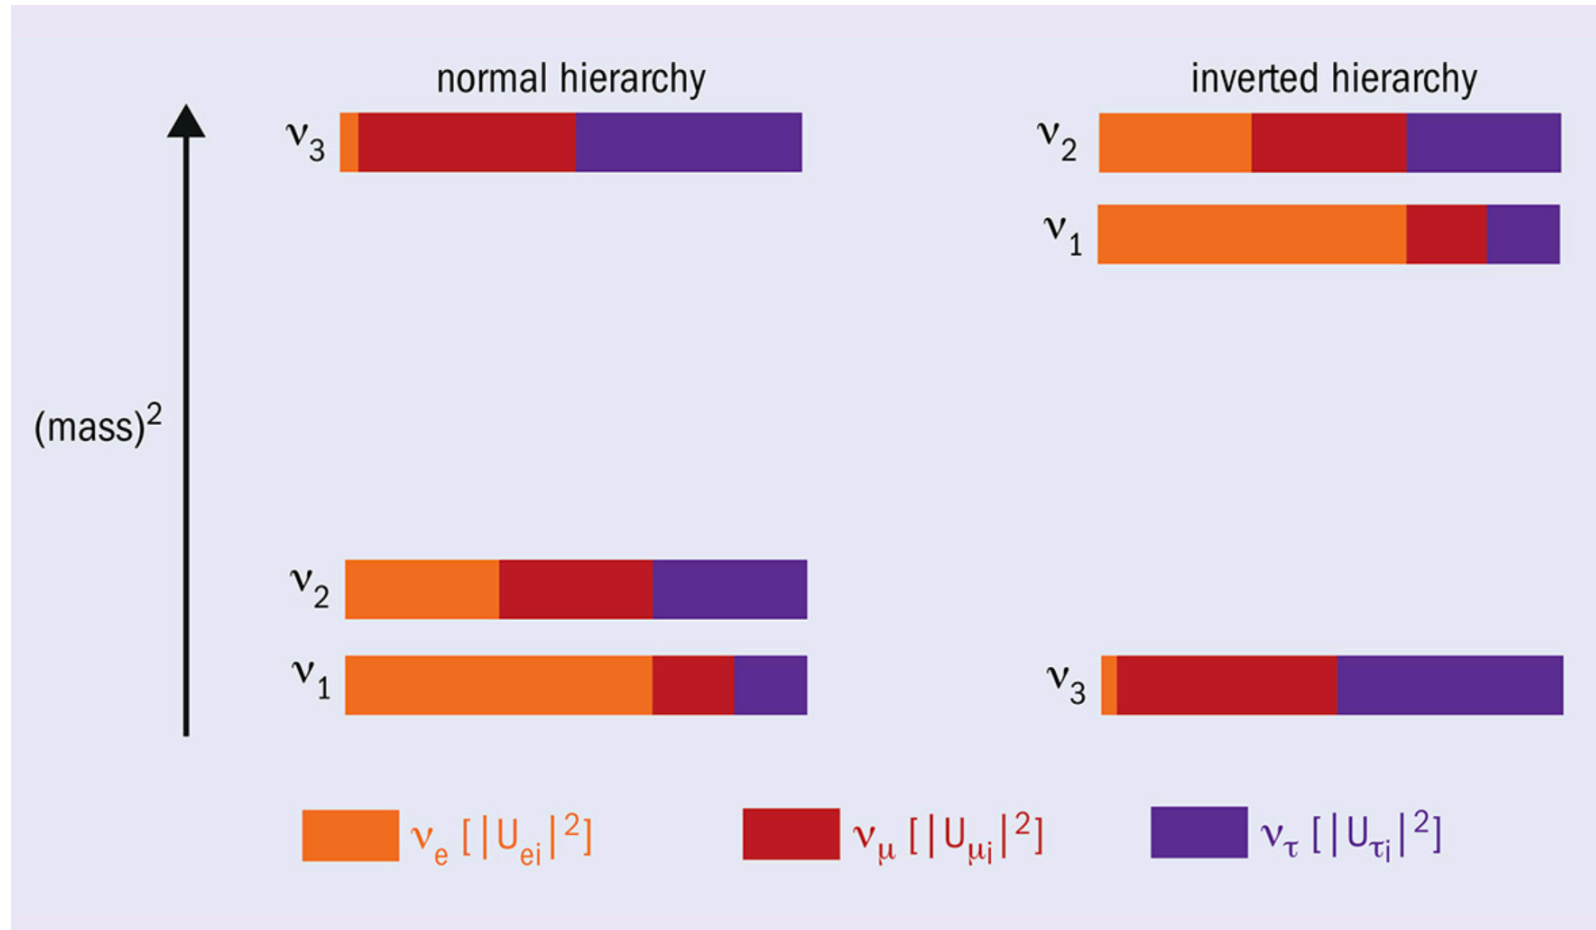 normal hierarchy
inverted hierarchy
ν3
ν2
ν1
(mass)²
ν2
ν1
ν3
νe [|Uei|²]
νμ [|Uμi|²]
ντ [|Uτi|²]